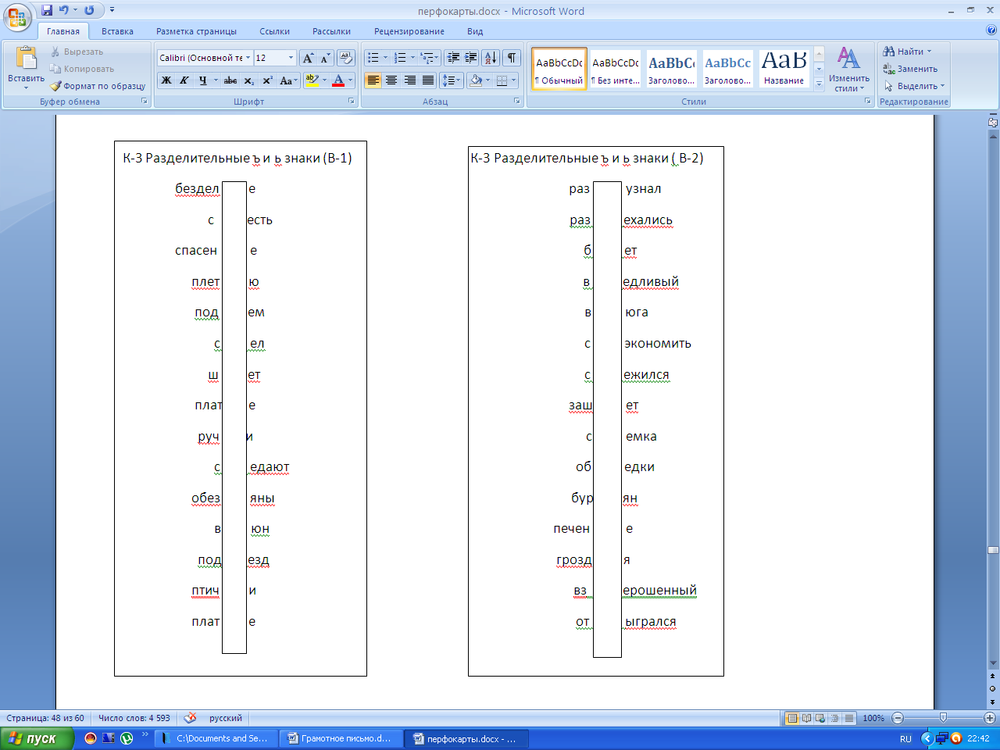 перфокарты.docx - Microsoft Word
Главная Вставка Разметка страницы Ссылки Рассылки Рецензирование Вид
Вставить
Вырезать
Копировать
Формат по образцу
Буфер обмена
Calibri (Основной те 12
Ж К Ч abc x₂ x² Aa
Шрифт
Абзац
AaBbCcDc AaBbCcDc AaBbC AaBbCc AaB
¶ Обычный ¶ Без инте... Заголово... Заголово... Название
Изменить стили
Стили
Найти
Заменить
Выделить
Редактирование
К-3 Разделительные ъ и ь знаки (В-1)
бездел е
с есть
спасен е
плет ю
под ем
с ел
ш ет
плат е
руч и
с едают
обез яны
в юн
под езд
птич и
плат е
К-3 Разделительные ъ и ь знаки ( В-2)
раз узнал
раз ехались
б ет
в едливый
в юга
с экономить
с ежился
заш ет
с емка
об едки
бур ян
печен е
грозд я
вз ерошенный
от ыгрался
Страница: 48 из 60 Число слов: 4 593 русский 100%
пуск C:\Documents and Se... Грамотное письмо.d... перфокарты.docx - ... RU 22:42